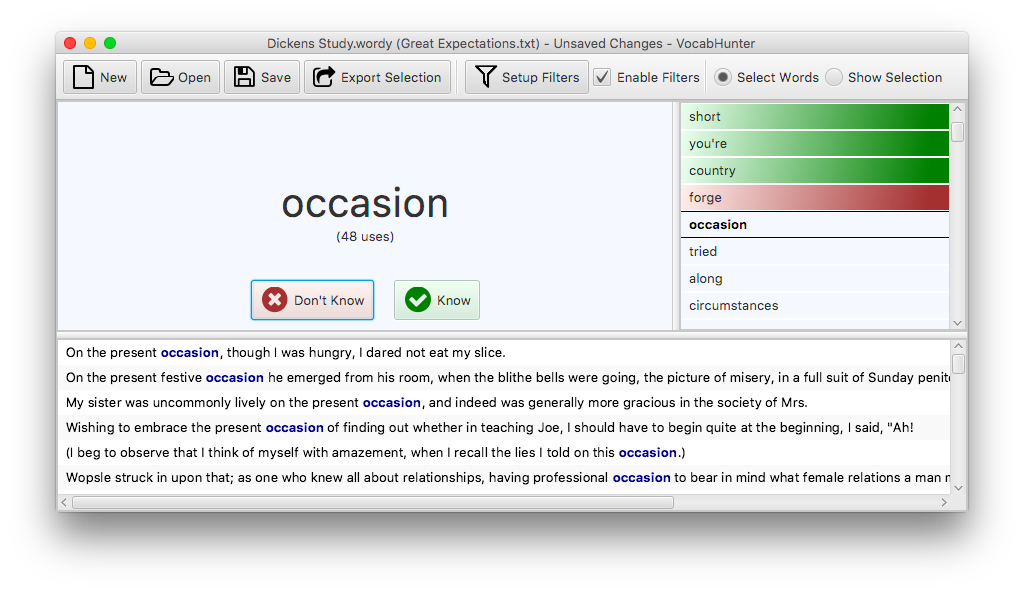 Dickens Study.wordy (Great Expectations.txt) - Unsaved Changes - VocabHunter
New Open Save Export Selection Setup Filters Enable Filters Select Words Show Selection
occasion
(48 uses)
Don't Know Know
short
you're
country
forge
occasion
tried
along
circumstances
On the present occasion, though I was hungry, I dared not eat my slice.
On the present festive occasion he emerged from his room, when the blithe bells were going, the picture of misery, in a full suit of Sunday penite
My sister was uncommonly lively on the present occasion, and indeed was generally more gracious in the society of Mrs.
Wishing to embrace the present occasion of finding out whether in teaching Joe, I should have to begin quite at the beginning, I said, "Ah!
(I beg to observe that I think of myself with amazement, when I recall the lies I told on this occasion.)
Wopsle struck in upon that; as one who knew all about relationships, having professional occasion to bear in mind what female relations a man